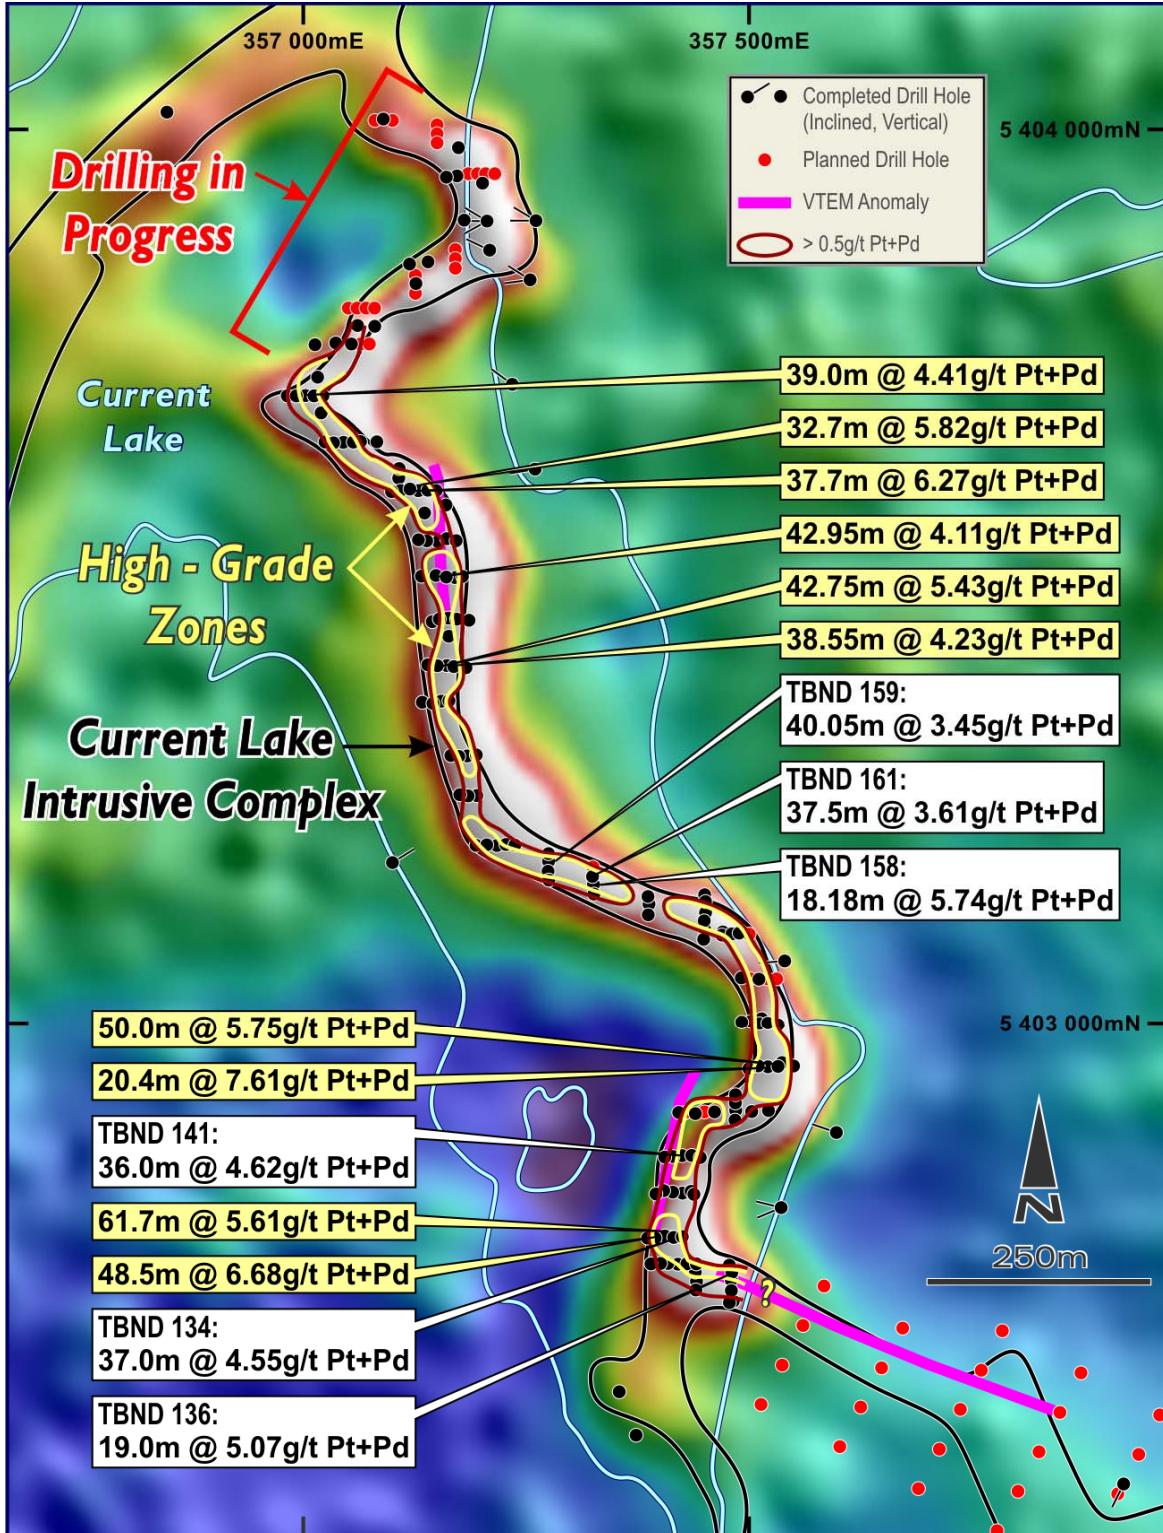 357 000mE
357 500mE
Completed Drill Hole
(Inclined, Vertical)
Planned Drill Hole
VTEM Anomaly
> 0.5g/t Pt+Pd
5 404 000mN
Drilling in
Progress
Current
Lake
39.0m @ 4.41g/t Pt+Pd
32.7m @ 5.82g/t Pt+Pd
37.7m @ 6.27g/t Pt+Pd
42.95m @ 4.11g/t Pt+Pd
42.75m @ 5.43g/t Pt+Pd
38.55m @ 4.23g/t Pt+Pd
High - Grade
Zones
TBND 159:
40.05m @ 3.45g/t Pt+Pd
Current Lake
Intrusive Complex
TBND 161:
37.5m @ 3.61g/t Pt+Pd
TBND 158:
18.18m @ 5.74g/t Pt+Pd
5 403 000mN
50.0m @ 5.75g/t Pt+Pd
20.4m @ 7.61g/t Pt+Pd
TBND 141:
36.0m @ 4.62g/t Pt+Pd
61.7m @ 5.61g/t Pt+Pd
48.5m @ 6.68g/t Pt+Pd
TBND 134:
37.0m @ 4.55g/t Pt+Pd
TBND 136:
19.0m @ 5.07g/t Pt+Pd
?
N
250m